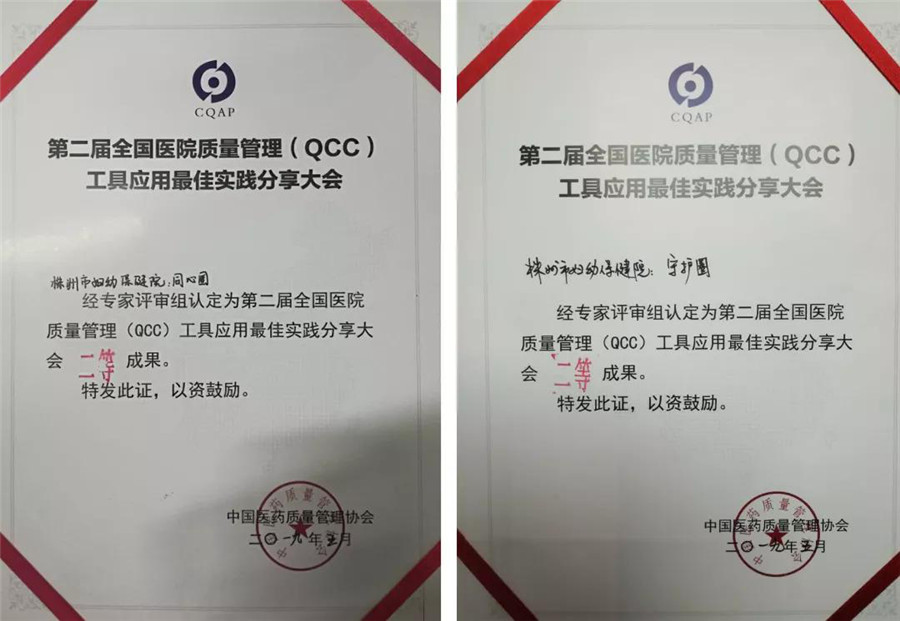 CQAP
第二届全国医院质量管理（QCC）
工具应用最佳实践分享大会
株洲市妇幼保健院：同心圆
经专家评审组认定为第二届全国医院
质量管理（QCC）工具应用最佳实践分享大
会 二等 成果。
特发此证，以资鼓励。
中国医药质量管理协会
二〇一九年五月
CQAP
第二届全国医院质量管理（QCC）
工具应用最佳实践分享大会
株洲市妇幼保健院：守护圈
经专家评审组认定为第二届全国医院
质量管理（QCC）工具应用最佳实践分享大
会 二等 成果。
特发此证，以资鼓励。
中国医药质量管理协会
二〇一九年五月